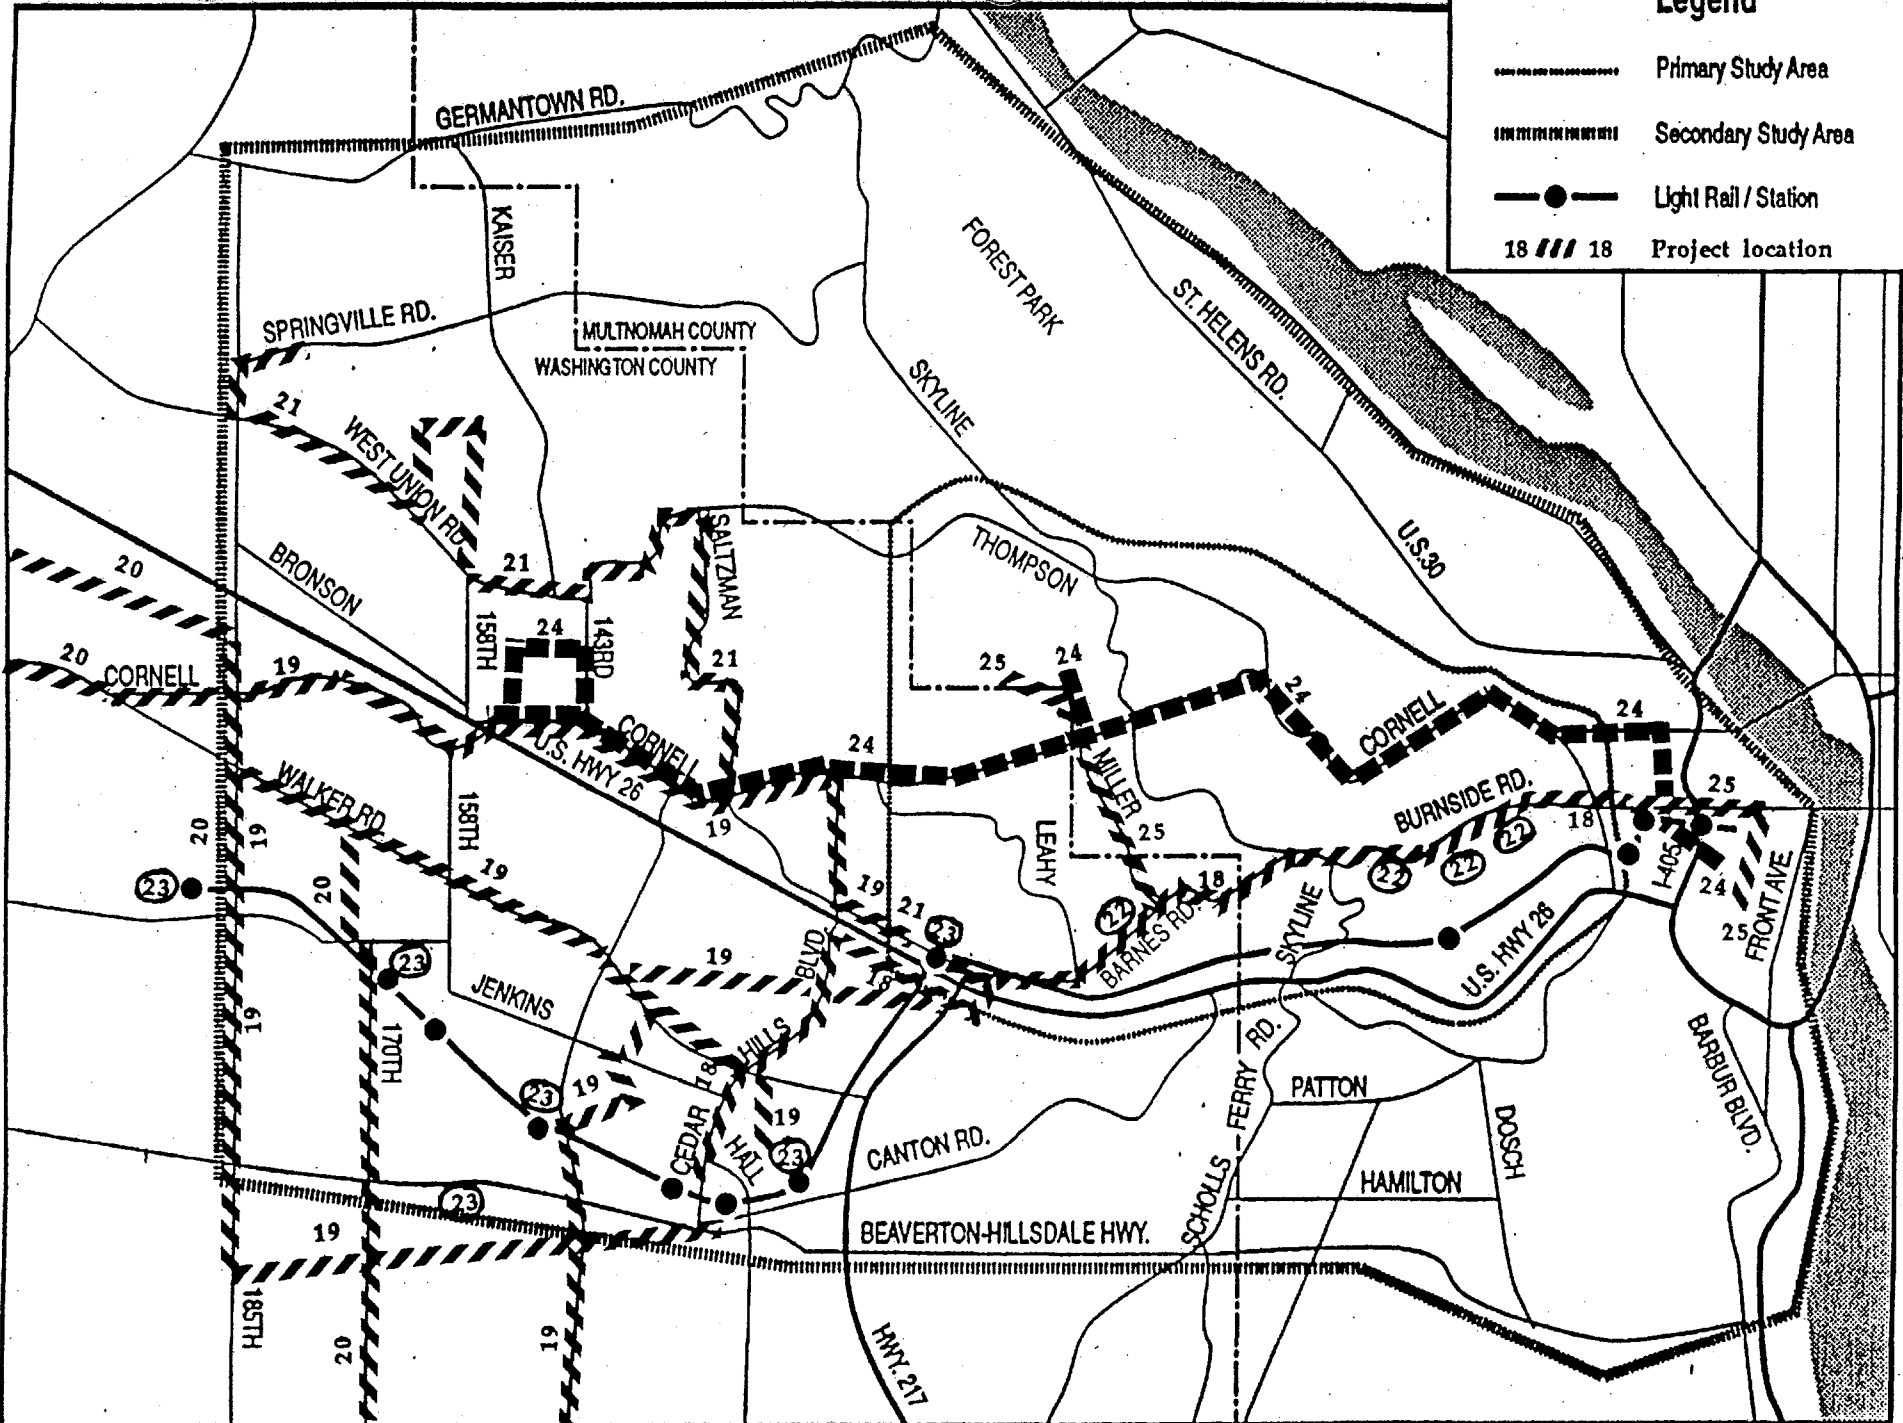 Legend
Primary Study Area
Secondary Study Area
Light Rail / Station
18 18 Project location
GERMANTOWN RD.
KAISER
FOREST PARK
SPRINGVILLE RD.
MULTNOMAH COUNTY
WASHINGTON COUNTY
ST. HELENS RD.
SKYLINE
21
WEST UNION RD.
SALTZMAN
THOMPSON
U.S.30
BRONSON
20
21
158TH
24
143RD
21
25
24
20
CORNELL
19
CORNELL
U.S. HWY 26
24
24
CORNELL
24
WALKER RD
158TH
19
MILLER
BURNSIDE RD.
25
20
19
LEAHY
25
18
22
I-405
23
20
19
19
21
23
22
18
22
22
24
25
FRONT AVE.
BARNES RD.
SKYLINE
U.S. HWY 26
23
19
BLVD.
18
JENKINS
19
170TH
HILLS
18
23
19
19
CEDAR
HALL
23
CANTON RD.
SCHOLLS
FERRY
RD.
PATTON
DOSCH
BARBUR BLVD.
HAMILTON
23
19
BEAVERTON-HILLSDALE HWY.
185TH
20
19
HWY. 217